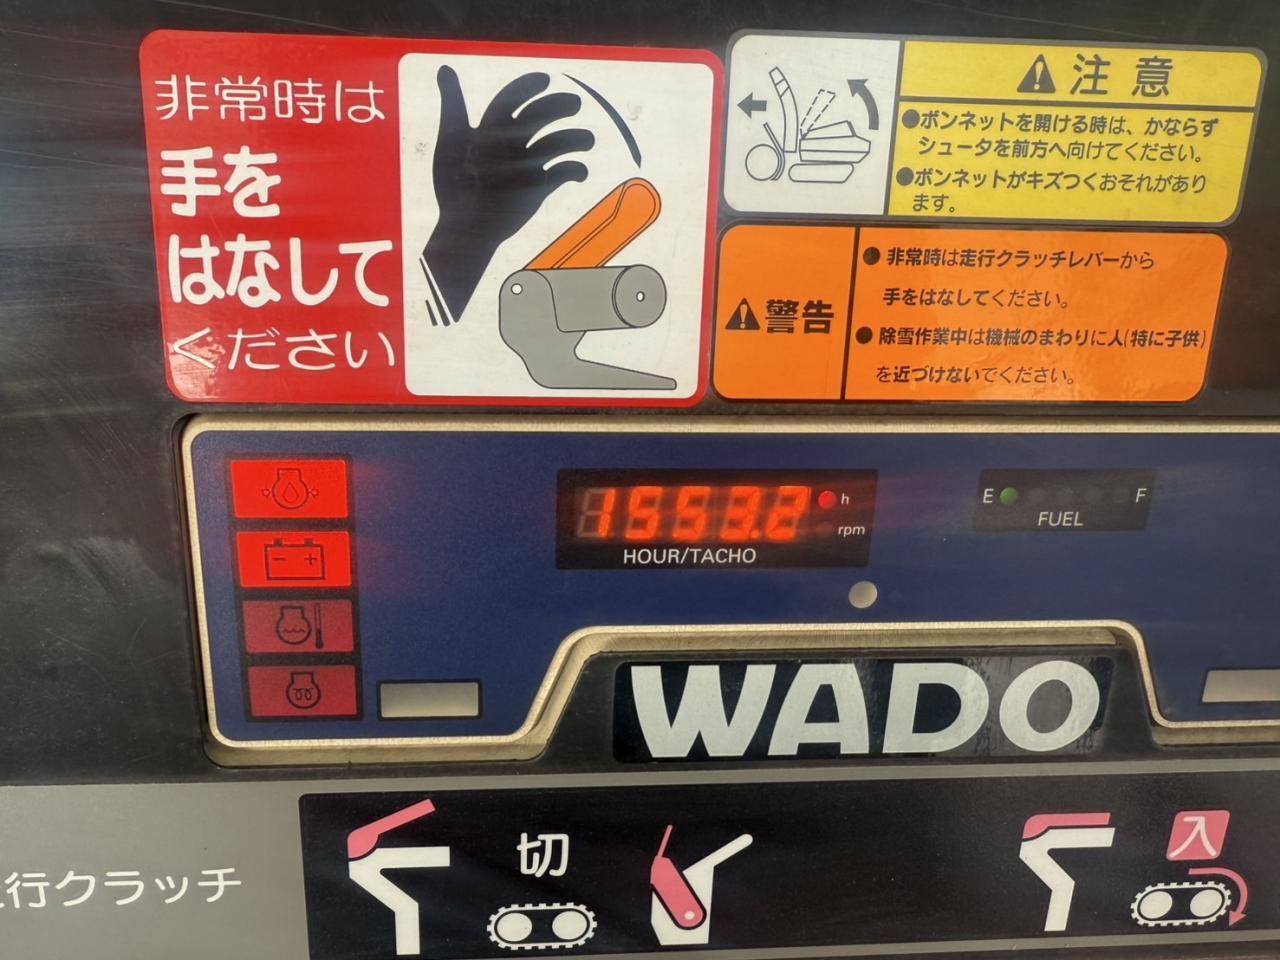 非常時は
手を
はなして
ください
注意
●ボンネットを開ける時は、かならず
シュータを前方へ向けてください。
●ボンネットがキズつくおそれがあり
ます。
警告
● 非常時は走行クラッチレバーから
手をはなしてください。
● 除雪作業中は機械のまわりに人(特に子供)
を近づけないでください。
1553.2
h
rpm
HOUR/TACHO
E
F
FUEL
WADO
行クラッチ
切
入